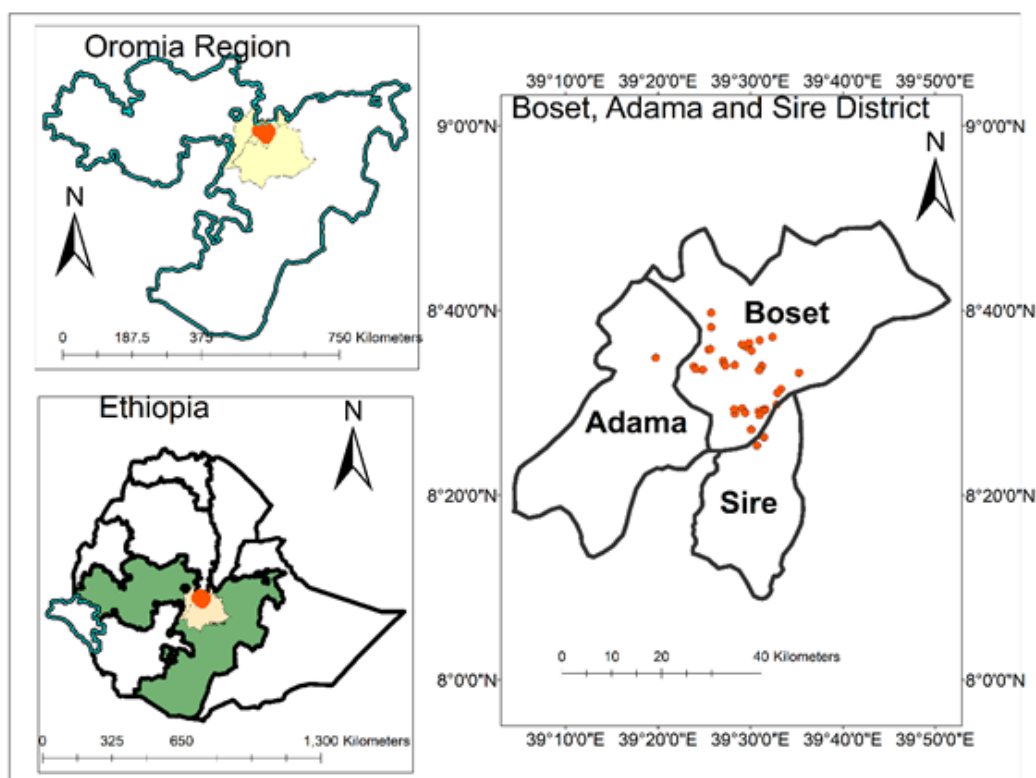 Oromia Region
N
0 187.5 375 750 Kilometers
Ethiopia
N
0 325 650 1,300 Kilometers
39°10'0"E 39°20'0"E 39°30'0"E 39°40'0"E 39°50'0"E
Boset, Adama and Sire District
9°0'0"N 9°0'0"N
N
8°40'0"N 8°40'0"N
Boset
Adama
8°20'0"N 8°20'0"N
Sire
0 10 20 40 Kilometers
8°0'0"N 8°0'0"N
39°10'0"E 39°20'0"E 39°30'0"E 39°40'0"E 39°50'0"E